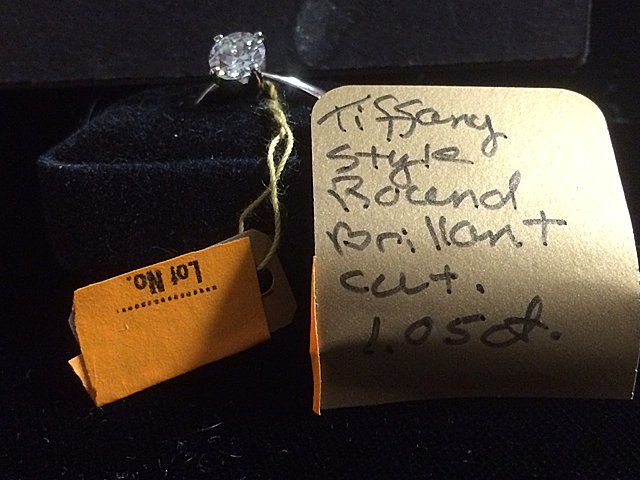 Tiffany
style
Round
Brillant
cut.
1.05ct.
Lot No.